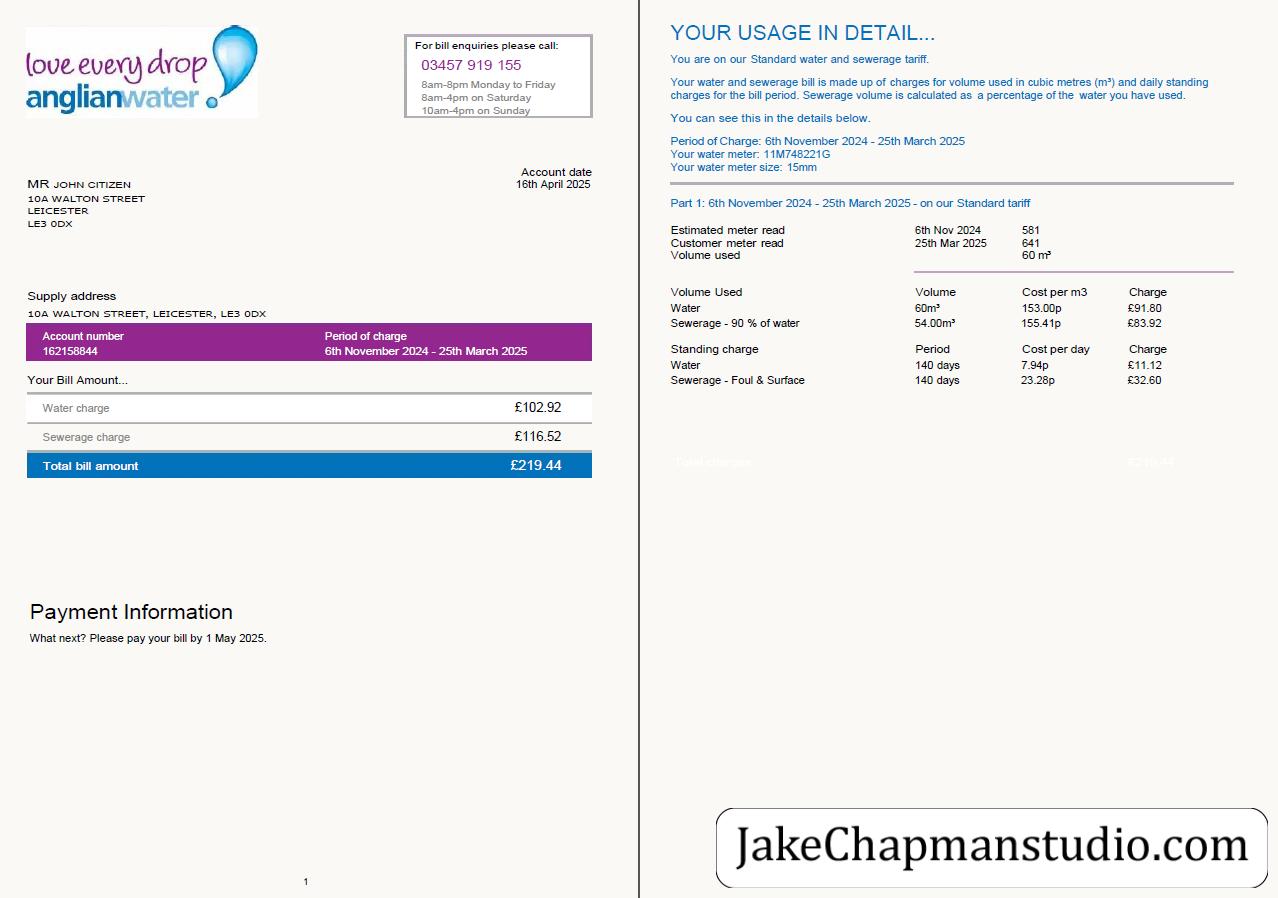 love every drop
anglianwater
For bill enquiries please call:
03457 919 155
8am-8pm Monday to Friday
8am-4pm on Saturday
10am-4pm on Sunday
Account date
16th April 2025
MR JOHN CITIZEN
10A WALTON STREET
LEICESTER
LE3 0DX
Supply address
10A WALTON STREET, LEICESTER, LE3 0DX
Account number Period of charge
162158844 6th November 2024 - 25th March 2025
Your Bill Amount...
Water charge £102.92
Sewerage charge £116.52
Total bill amount £219.44
Payment Information
What next? Please pay your bill by 1 May 2025.
1
YOUR USAGE IN DETAIL...
You are on our Standard water and sewerage tariff.
Your water and sewerage bill is made up of charges for volume used in cubic metres (m³) and daily standing
charges for the bill period. Sewerage volume is calculated as a percentage of the water you have used.
You can see this in the details below.
Period of Charge: 6th November 2024 - 25th March 2025
Your water meter: 11M748221G
Your water meter size: 15mm
Part 1: 6th November 2024 - 25th March 2025 - on our Standard tariff
Estimated meter read 6th Nov 2024 581
Customer meter read 25th Mar 2025 641
Volume used 60 m³
Volume Used Volume Cost per m3 Charge
Water 60m³ 153.00p £91.80
Sewerage - 90 % of water 54.00m³ 155.41p £83.92
Standing charge Period Cost per day Charge
Water 140 days 7.94p £11.12
Sewerage - Foul & Surface 140 days 23.28p £32.60
Total charges £219.44
JakeChapmanstudio.com